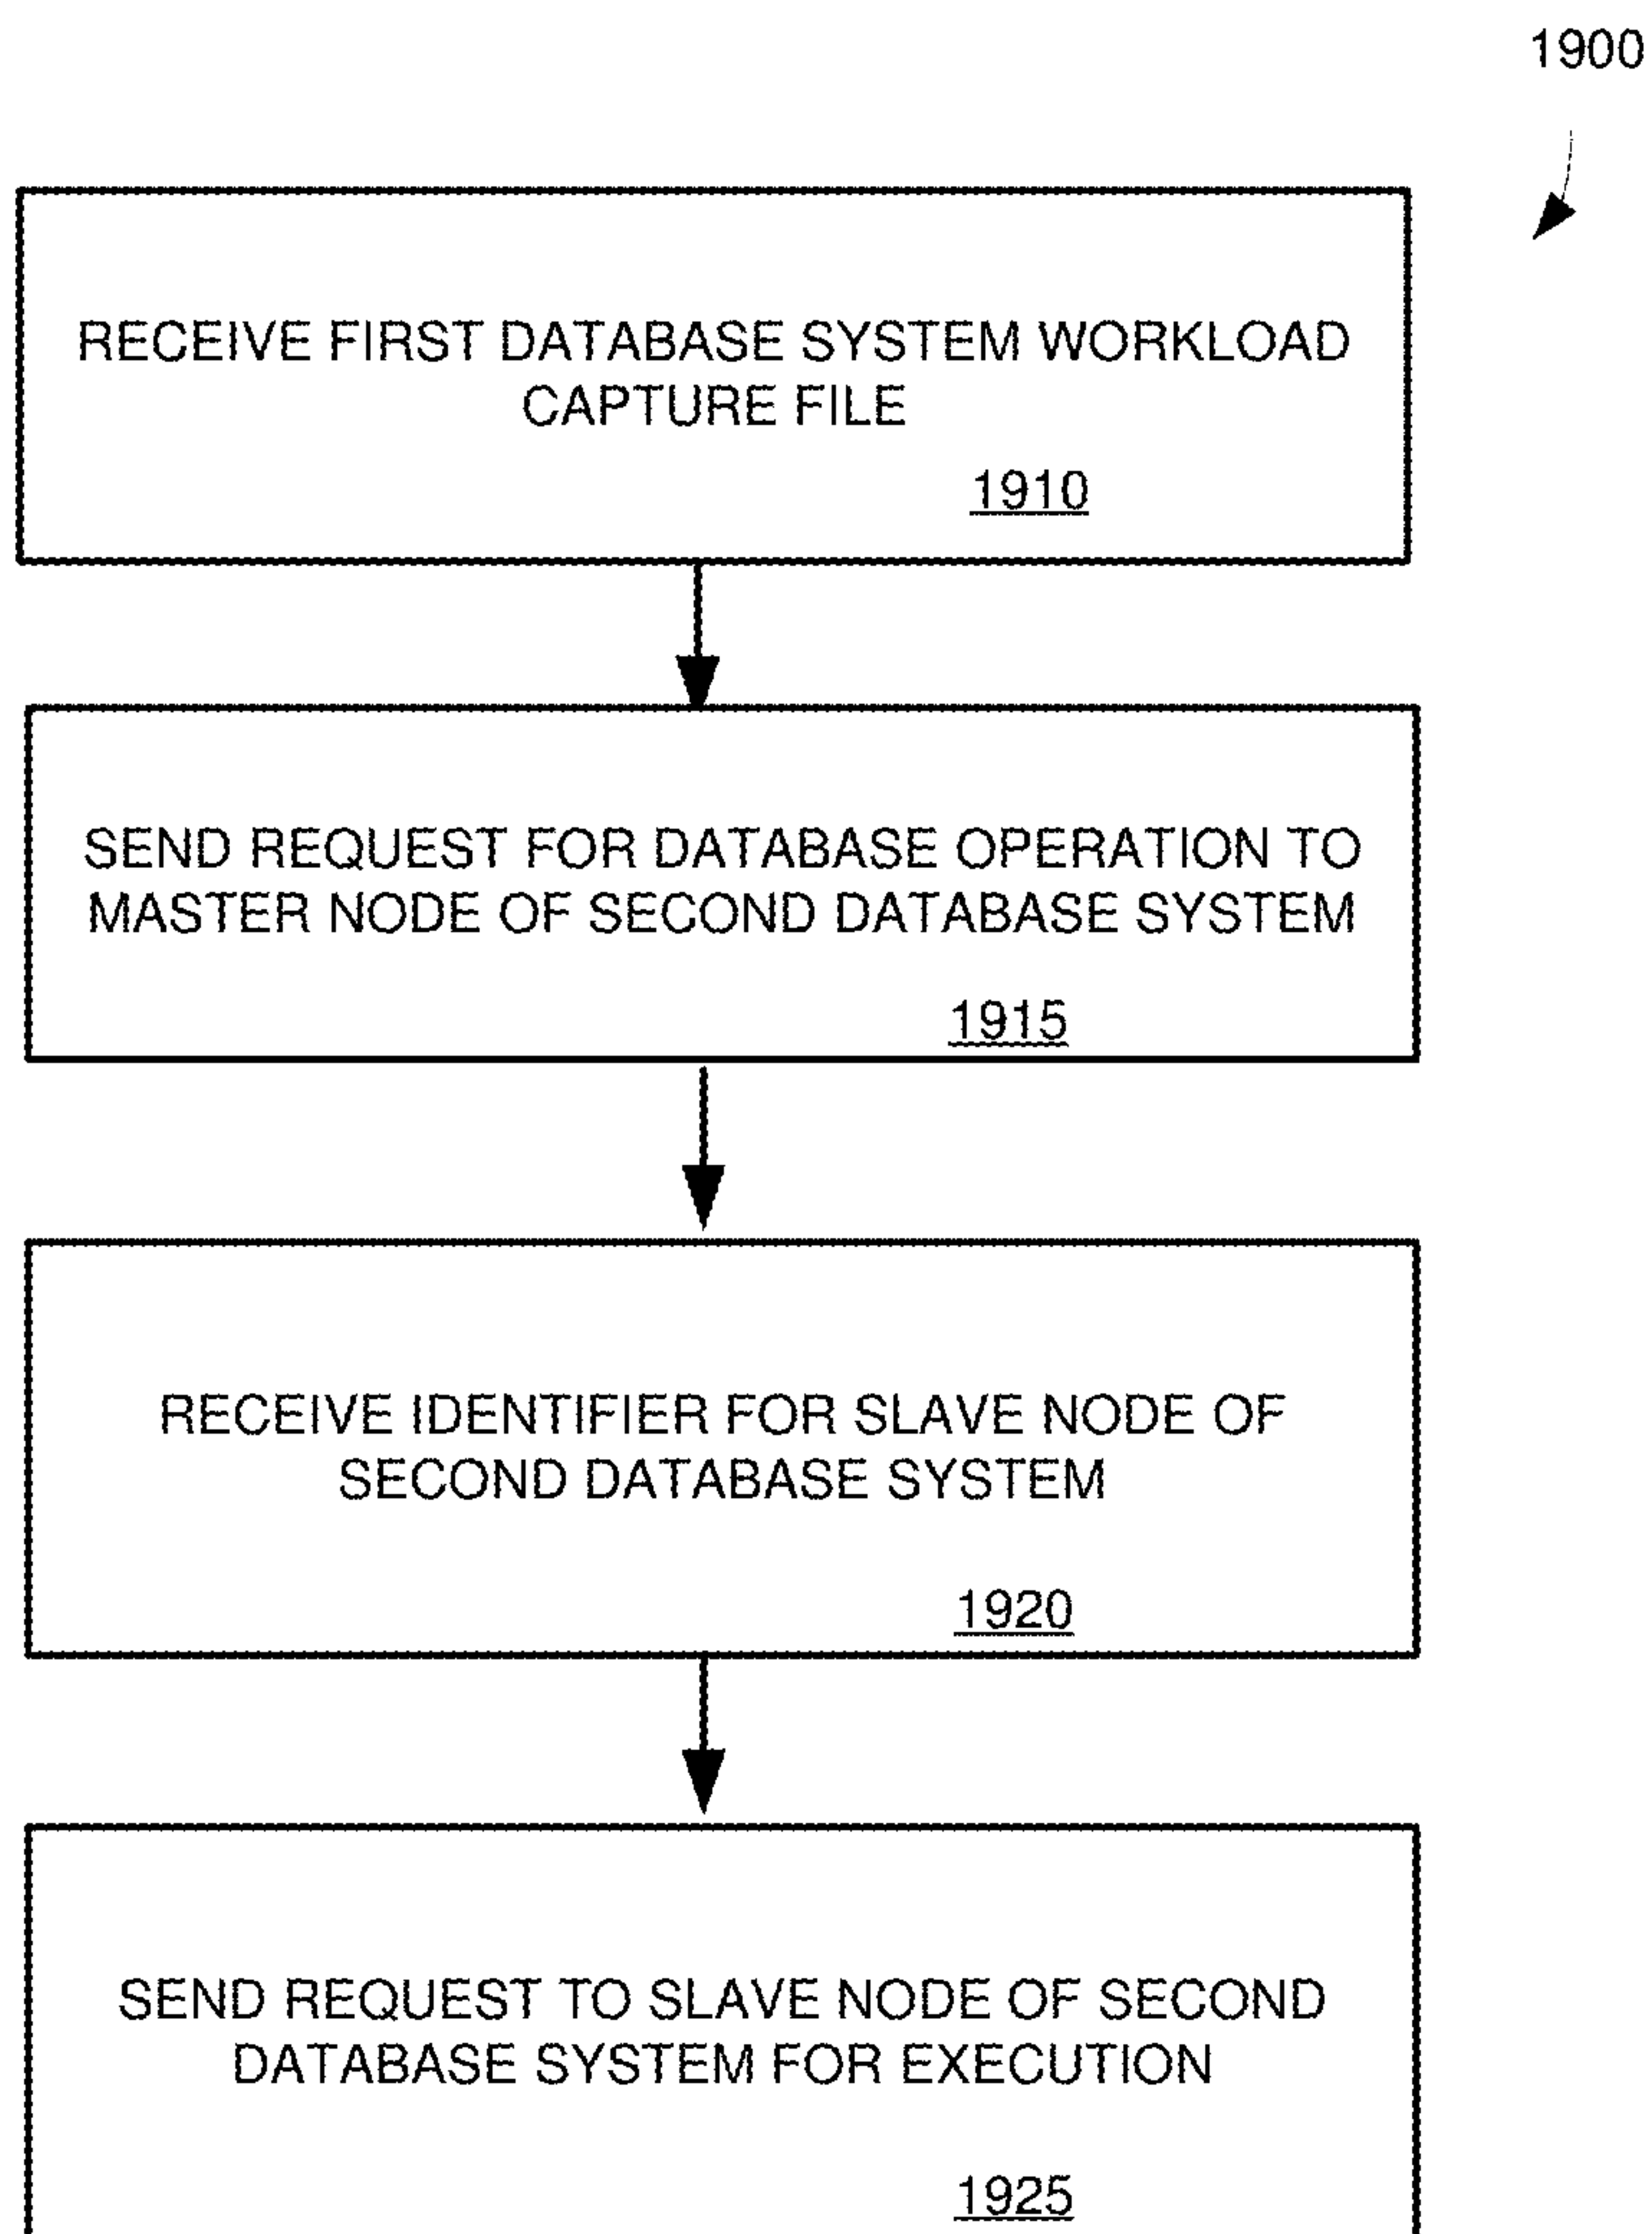 1900
RECEIVE FIRST DATABASE SYSTEM WORKLOAD
CAPTURE FILE
1910
SEND REQUEST FOR DATABASE OPERATION TO
MASTER NODE OF SECOND DATABASE SYSTEM
1915
RECEIVE IDENTIFIER FOR SLAVE NODE OF
SECOND DATABASE SYSTEM
1920
SEND REQUEST TO SLAVE NODE OF SECOND
DATABASE SYSTEM FOR EXECUTION
1925